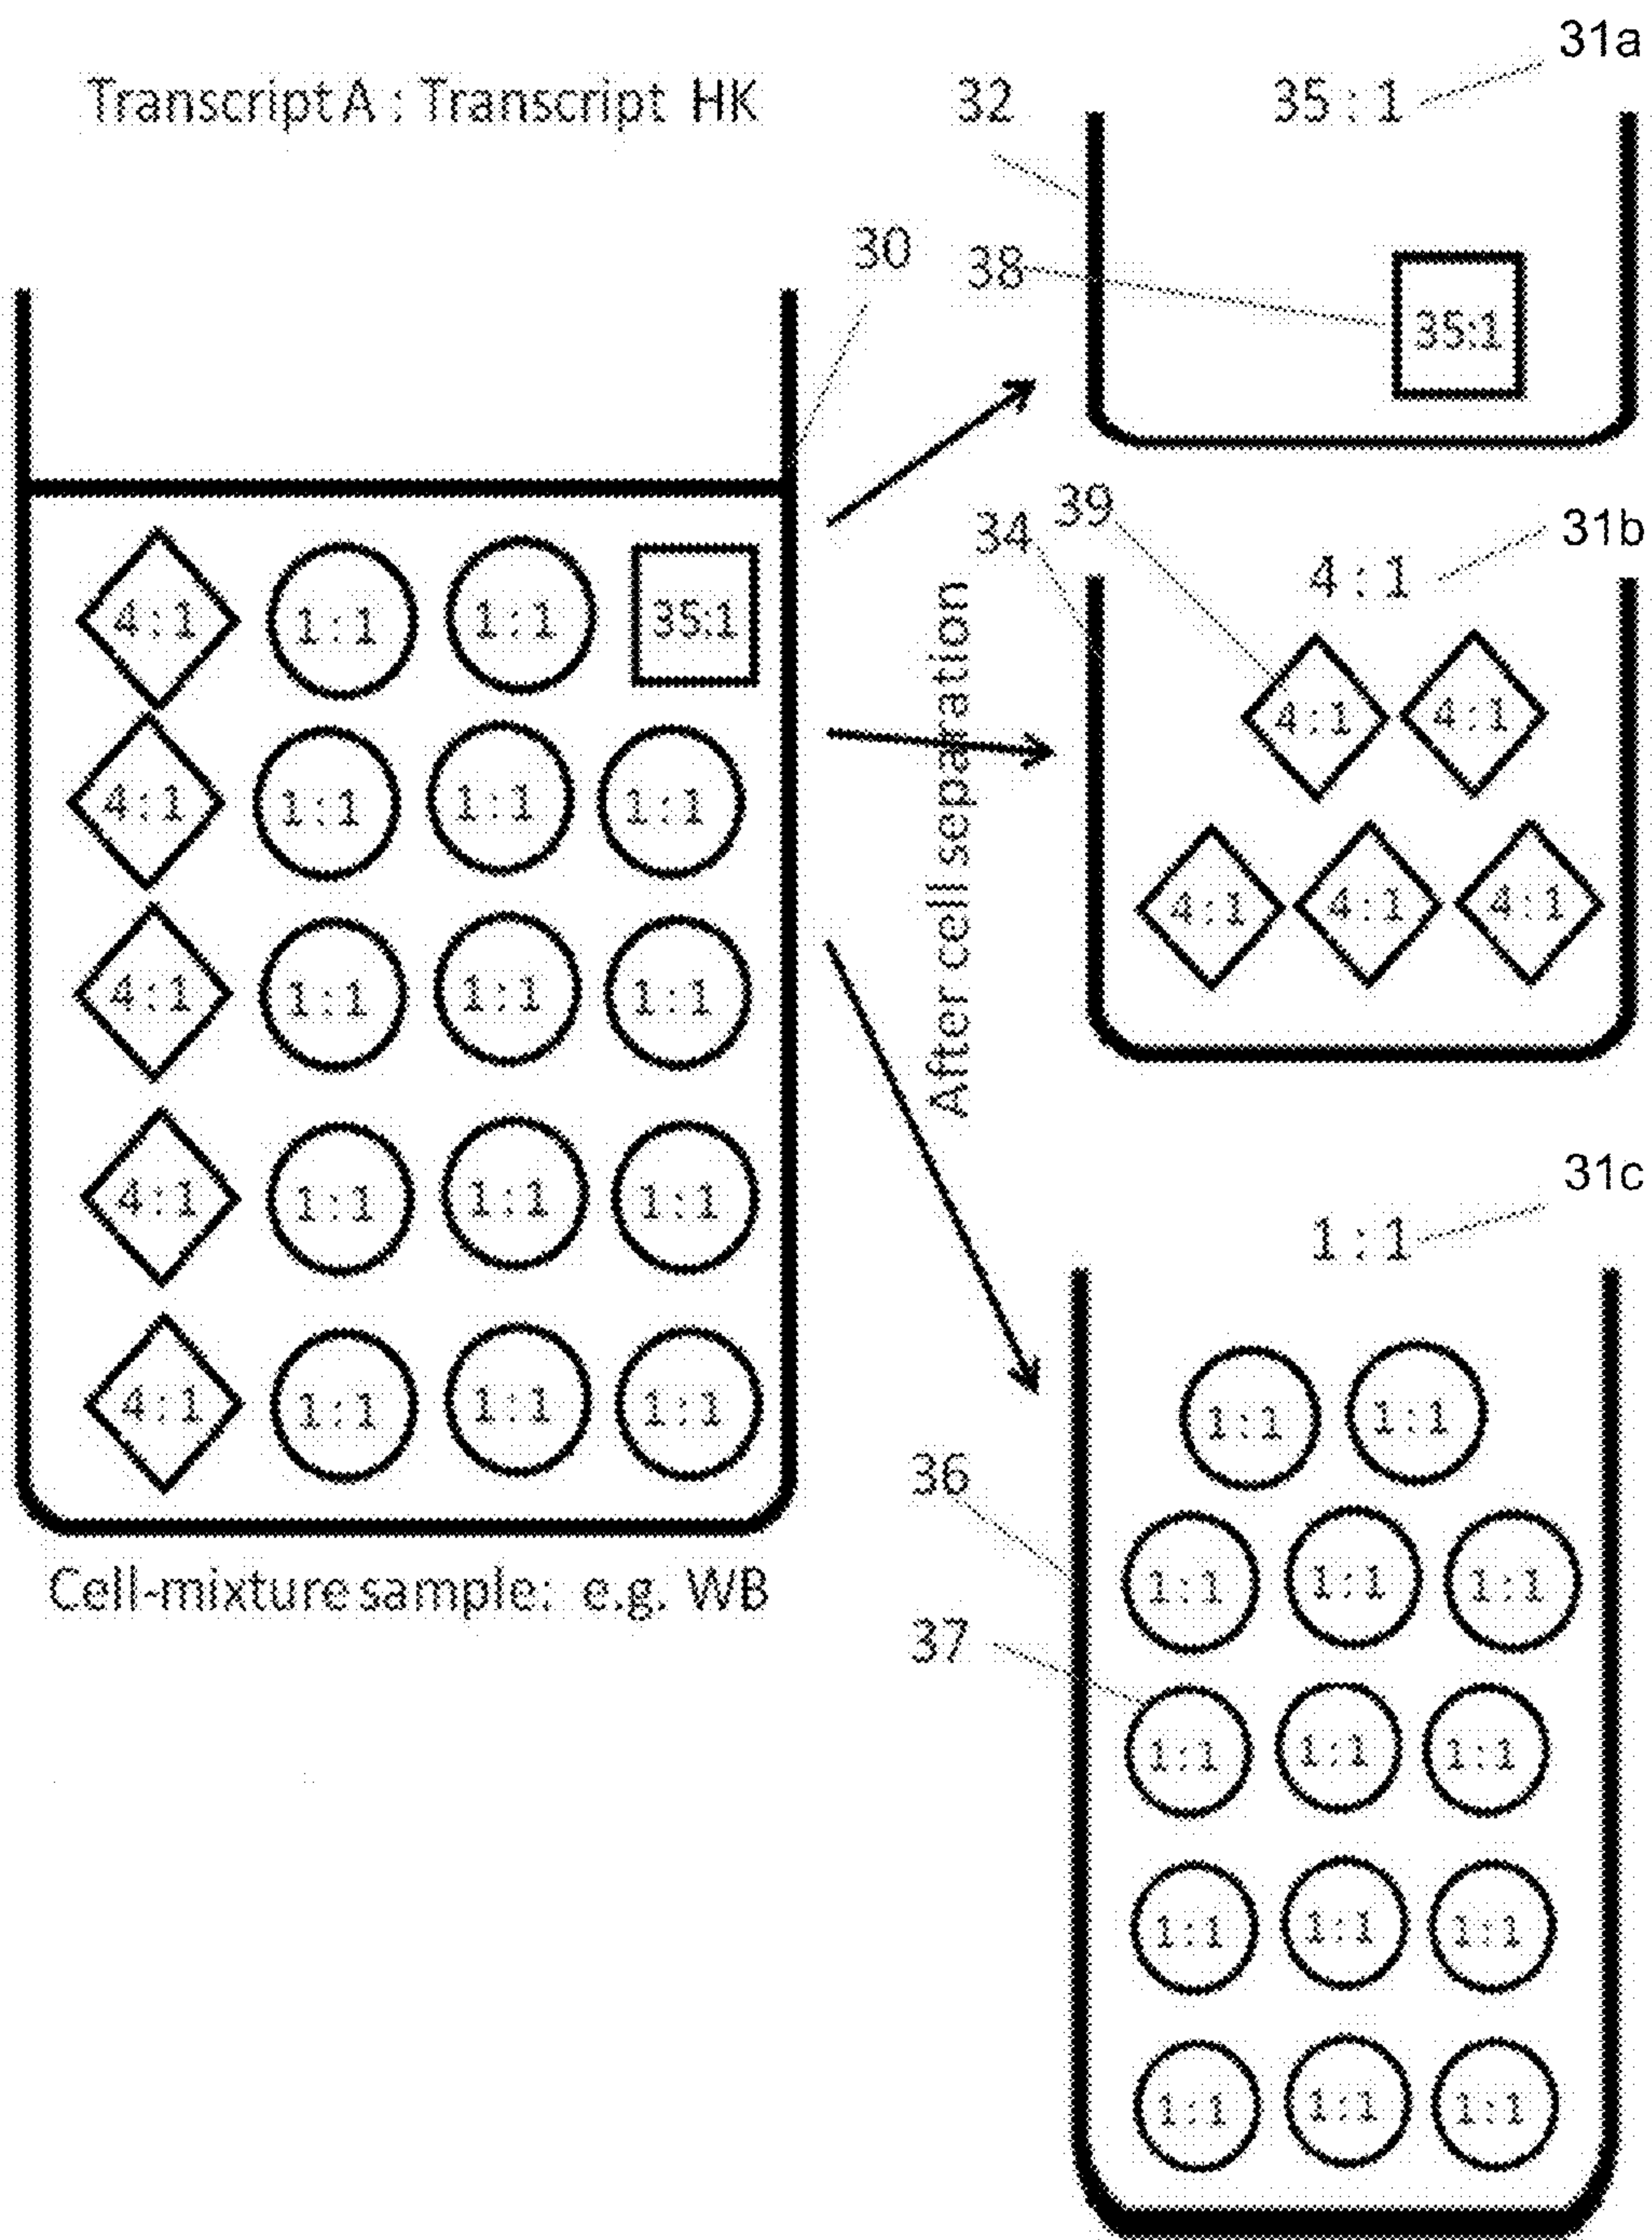 31a
Transcript A : Transcript HK
32
35 : 1
30
38
35:1
34
39
31b
4 : 1
4:1 1:1 1:1 35:1
4:1 4:1
4:1 1:1 1:1 1:1
4:1 4:1 4:1
4:1 1:1 1:1 1:1
After cell separation
4:1 1:1 1:1 1:1
31c
1 : 1
4:1 1:1 1:1 1:1
1:1 1:1
36
Cell-mixture sample: e.g. WB
1:1 1:1 1:1
37
1:1 1:1 1:1
1:1 1:1 1:1
1:1 1:1 1:1